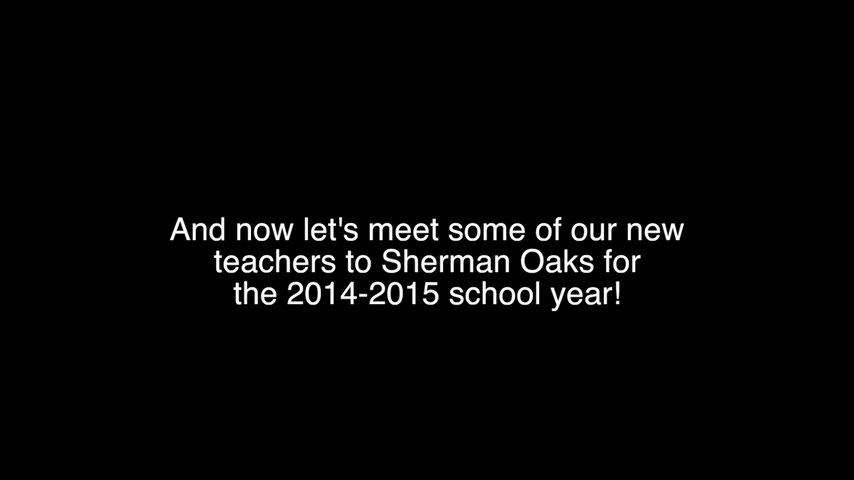 And now let's meet some of our new
teachers to Sherman Oaks for
the 2014-2015 school year!